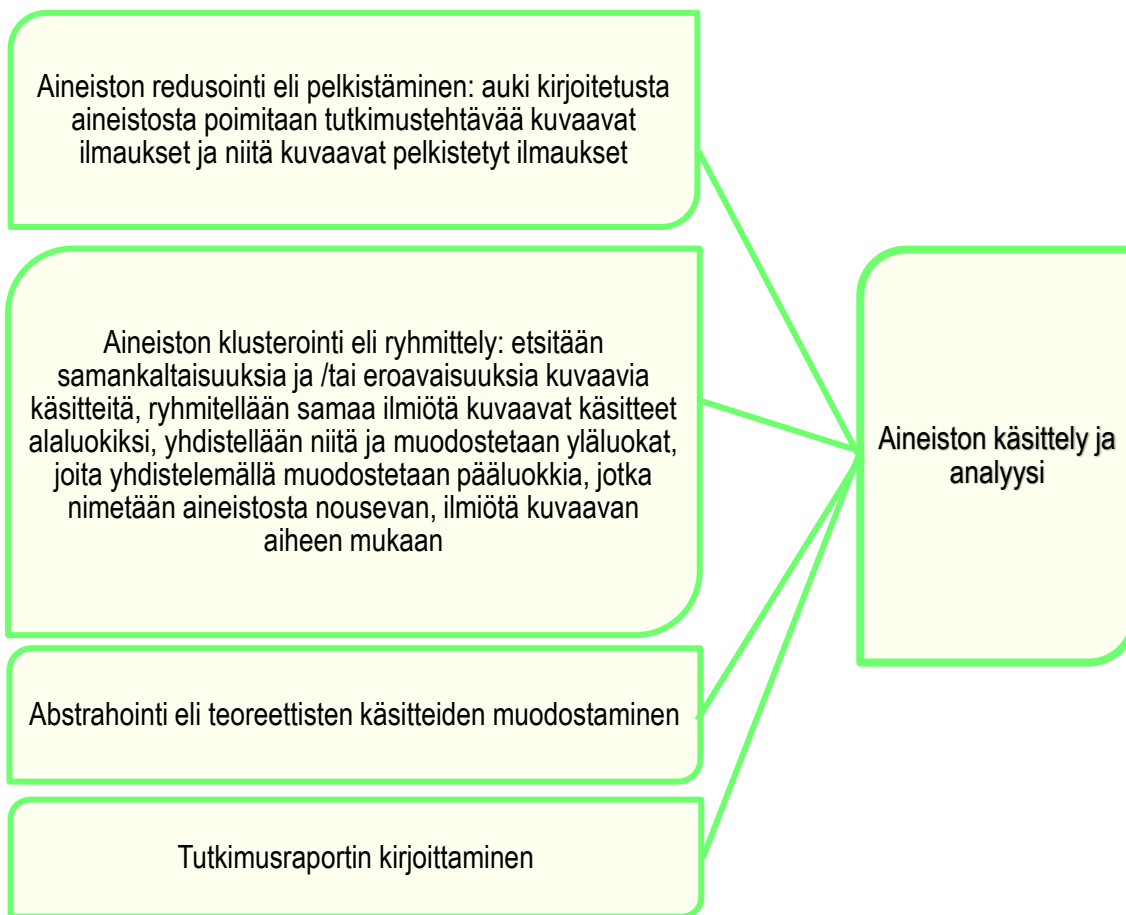 Aineiston redusointi eli pelkistäminen: auki kirjoitetusta
aineistosta poimitaan tutkimustehtävää kuvaavat
ilmaukset ja niitä kuvaavat pelkistetyt ilmaukset
Aineiston klusterointi eli ryhmittely: etsitään
samankaltaisuuksia ja /tai eroavaisuuksia kuvaavia
käsitteitä, ryhmitellään samaa ilmiötä kuvaavat käsitteet
alaluokiksi, yhdistellään niitä ja muodostetaan yläluokat,
joita yhdistelemällä muodostetaan pääluokkia, jotka
nimetään aineistosta nousevan, ilmiötä kuvaavan
aiheen mukaan
Abstrahointi eli teoreettisten käsitteiden muodostaminen
Tutkimusraportin kirjoittaminen
Aineiston käsittely ja
analyysi